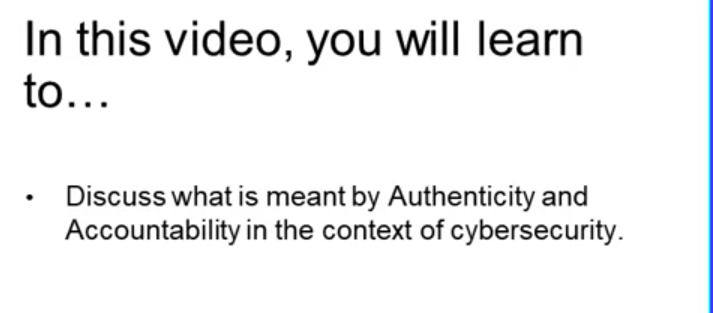 In this video, you will learn
to…
• Discuss what is meant by Authenticity and
Accountability in the context of cybersecurity.